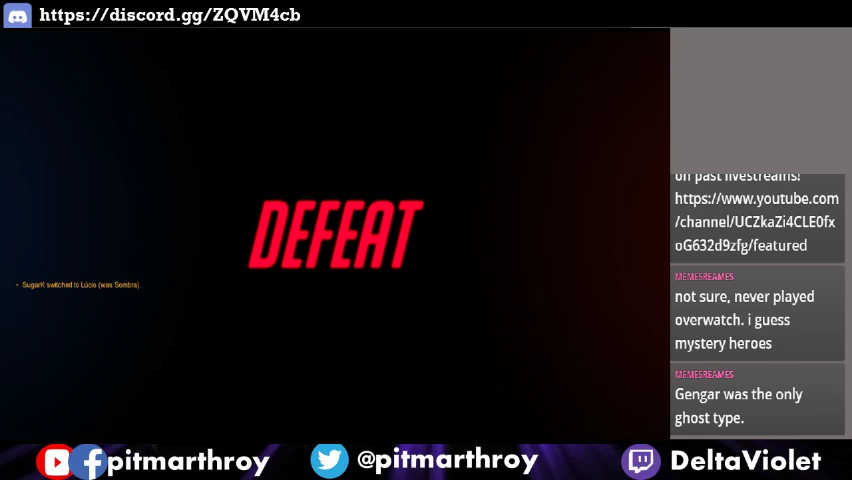 https://discord.gg/ZQVM4cb
DEFEAT
• SugarK switched to Lúcio (was Sombra).
on past livestreams!
https://www.youtube.com
/channel/UCZkaZi4CLE0fx
oG632d9zfg/featured
MEMESREAMES
not sure, never played
overwatch. i guess
mystery heroes
MEMESREAMES
Gengar was the only
ghost type.
pitmarthroy
@pitmarthroy
DeltaViolet